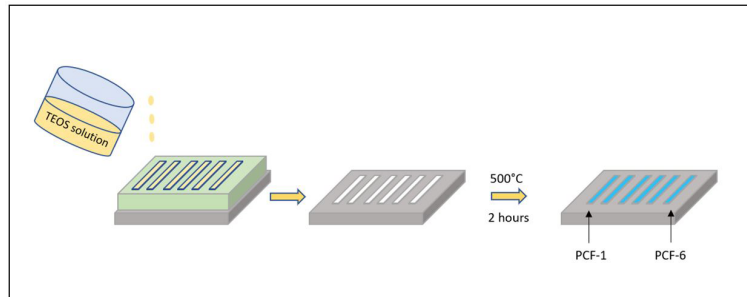 TEOS solution
500°C
2 hours
PCF-1
PCF-6